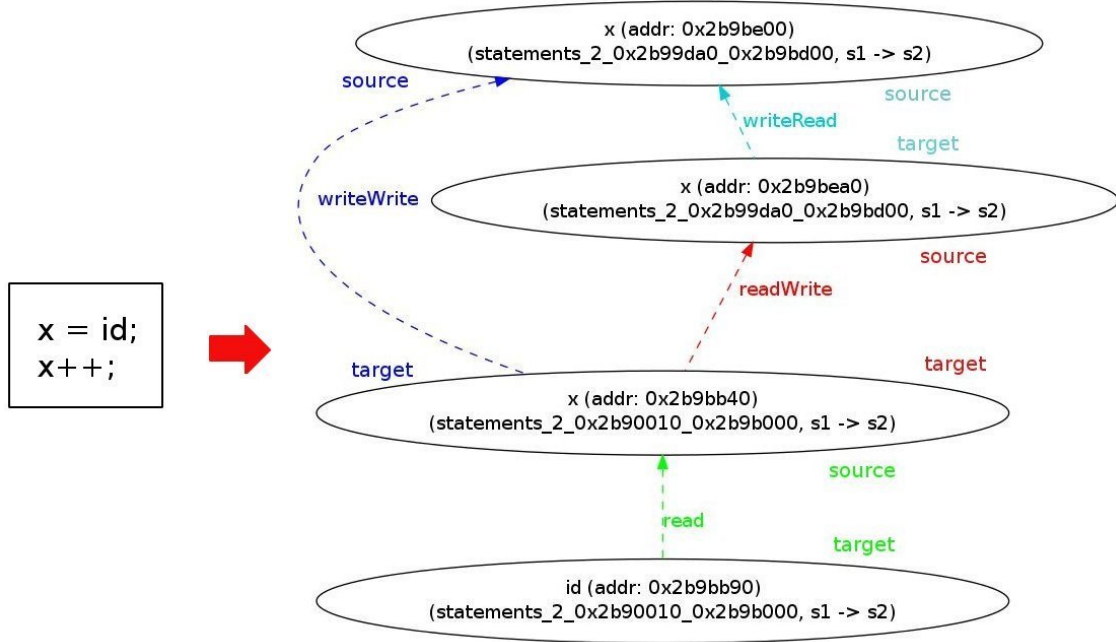 x (addr: 0x2b9be00)
(statements_2_0x2b99da0_0x2b9bd00, s1 -> s2)
source
source
writeRead
target
x (addr: 0x2b9bea0)
(statements_2_0x2b99da0_0x2b9bd00, s1 -> s2)
writeWrite
source
readWrite
x = id;
x++;
target
target
x (addr: 0x2b9bb40)
(statements_2_0x2b90010_0x2b9b000, s1 -> s2)
source
read
target
id (addr: 0x2b9bb90)
(statements_2_0x2b90010_0x2b9b000, s1 -> s2)